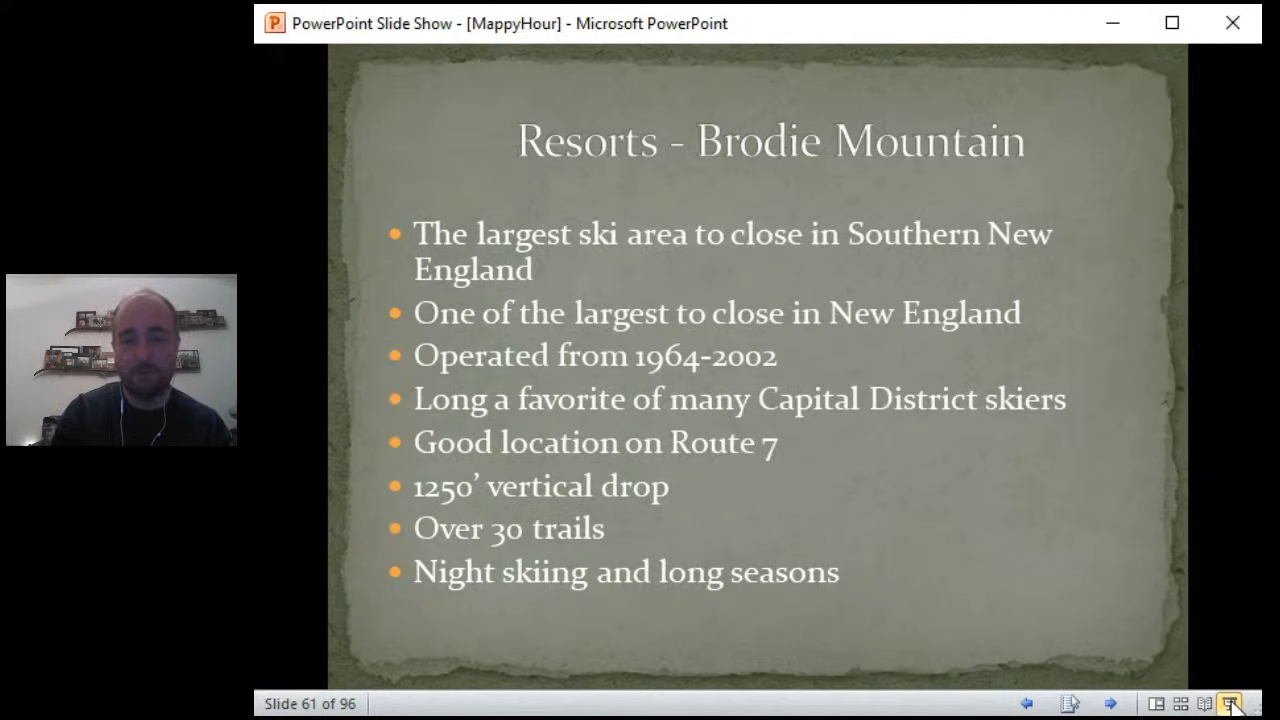 PowerPoint Slide Show - [MappyHour] - Microsoft PowerPoint
Resorts - Brodie Mountain
• The largest ski area to close in Southern New
England
• One of the largest to close in New England
• Operated from 1964-2002
• Long a favorite of many Capital District skiers
• Good location on Route 7
• 1250’ vertical drop
• Over 30 trails
• Night skiing and long seasons
Slide 61 of 96